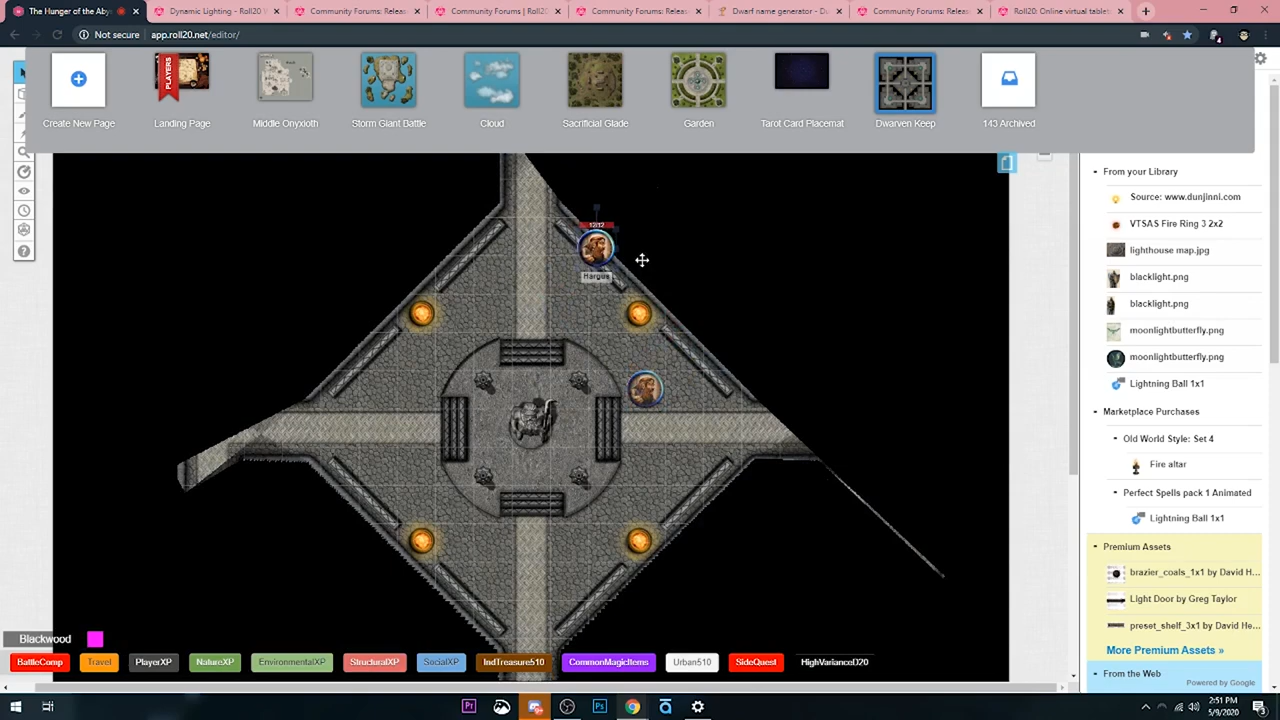 The Hunger of the Abys
Dynamic Lighting - Roll20 W
Community Forums: Releas
Community Forums | Roll20
Community Forums: Releas
Dwarf name generator - Di
Community Forums: Releas
Roll20: Online virtual tablet
Not secure app.roll20.net/editor/
PLAYERS
Create New Page
Landing Page
Middle Onyxioth
Storm Giant Battle
Cloud
Sacrificial Glade
Garden
Tarot Card Placemat
Dwarven Keep
143 Archived
12/12
Hargus
From your Library
Source: www.dunjinni.com
VTSAS Fire Ring 3 2x2
lighthouse map.jpg
blacklight.png
blacklight.png
moonlightbutterfly.png
moonlightbutterfly.png
Lightning Ball 1x1
Marketplace Purchases
Old World Style: Set 4
Fire altar
Perfect Spells pack 1 Animated
Lightning Ball 1x1
Premium Assets
brazier_coals_1x1 by David H...
Light Door by Greg Taylor
preset_shelf_3x1 by David He...
More Premium Assets »
From the Web
Powered by Google
Blackwood
BattleComp
Travel
PlayerXP
NatureXP
EnvironmentalXP
StructuralXP
SocialXP
IndTreasure510
CommonMagicItems
Urban510
SideQuest
HighVarianceD20
2:51 PM
5/9/2020